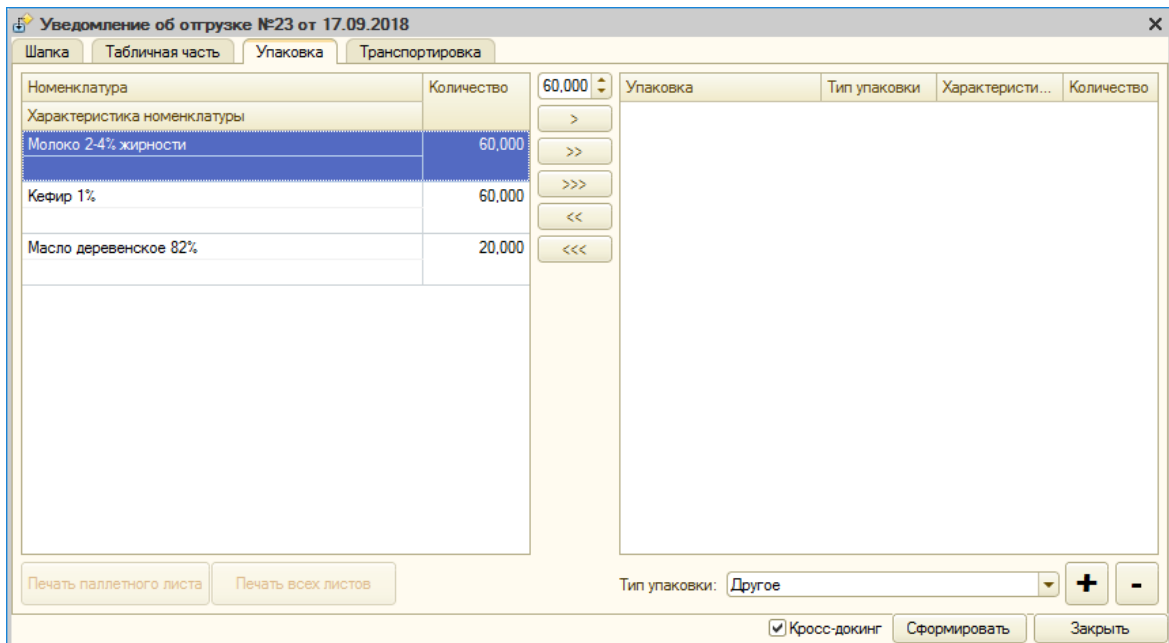 Уведомление об отгрузке №23 от 17.09.2018
Шапка Табличная часть Упаковка Транспортировка
Номенклатура Количество 60,000 Упаковка Тип упаковки Характеристи... Количество
Характеристика номенклатуры >
Молоко 2-4% жирности 60,000 >>
>>>
Кефир 1% 60,000
<<
Масло деревенское 82% 20,000 <<<
Печать паллетного листа Печать всех листов Тип упаковки: Другое + -
Кросс-докинг Сформировать Закрыть